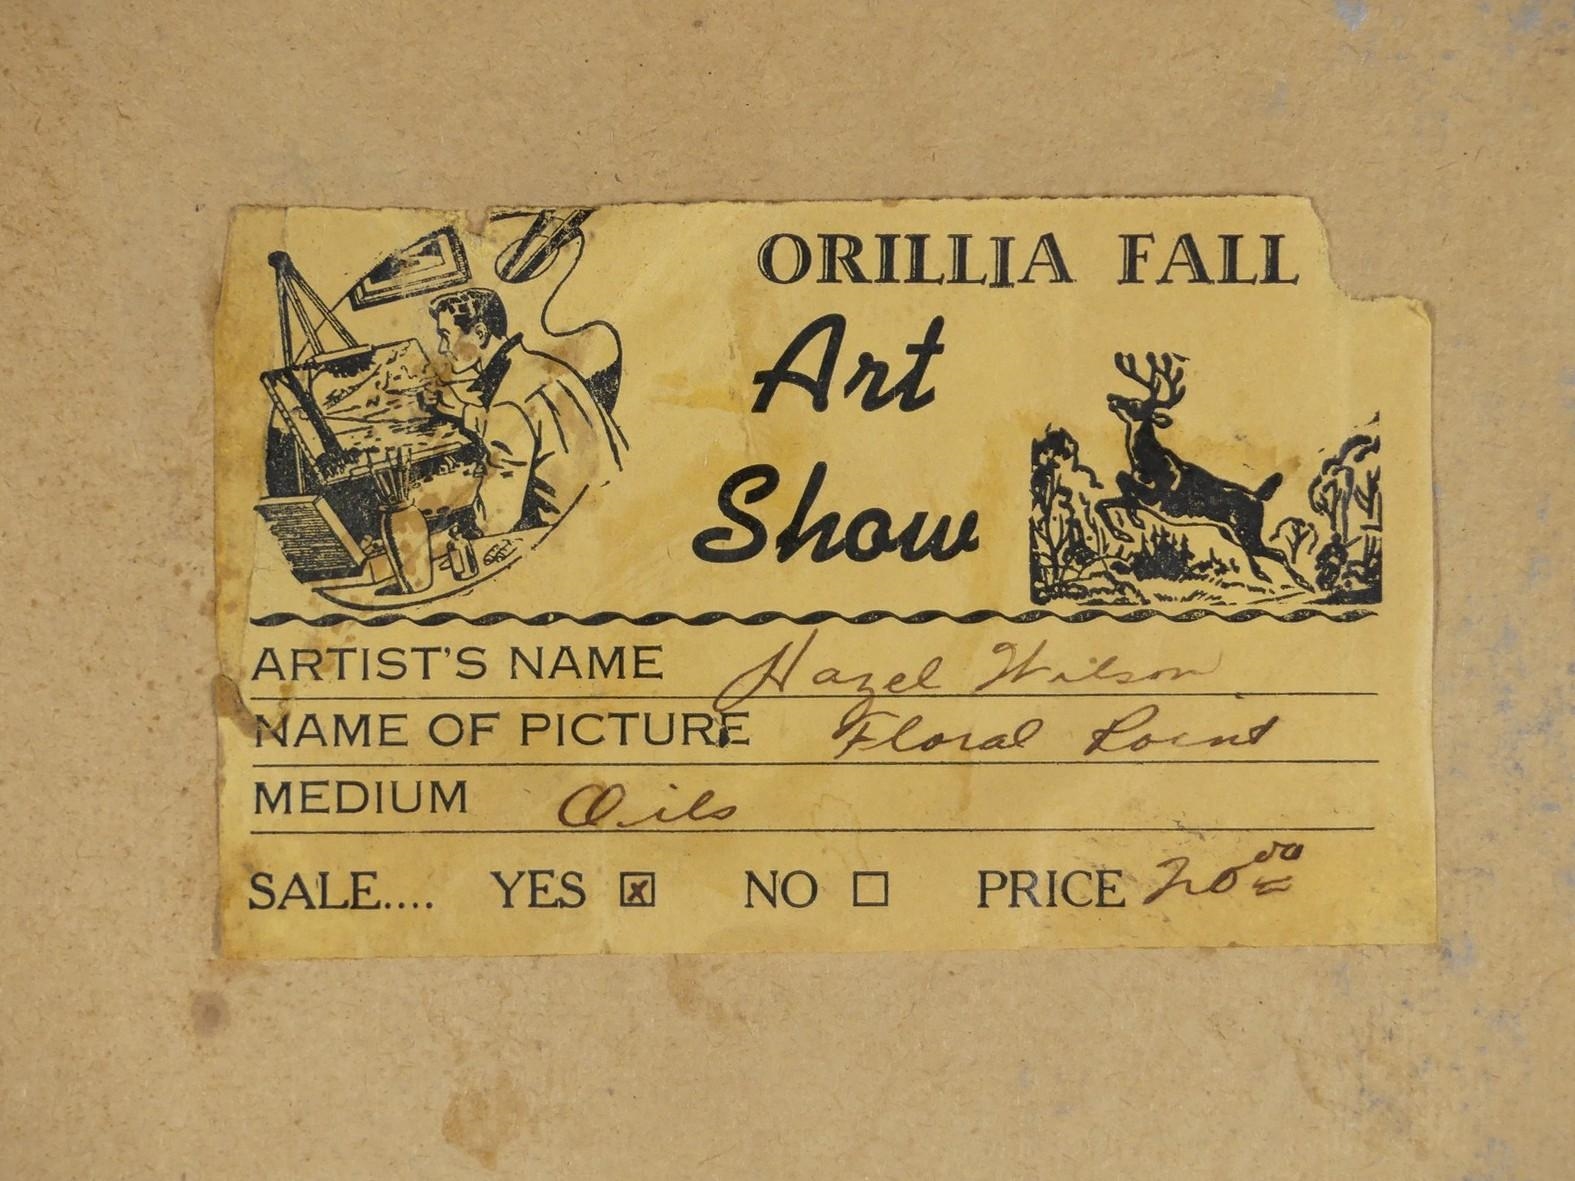 ORILLIA FALL
Art
Show
ARTIST'S NAME Hazel Wilson
NAME OF PICTURE Floral Point
MEDIUM Oils
SALE.... YES ☒ NO ☐ PRICE 20.00